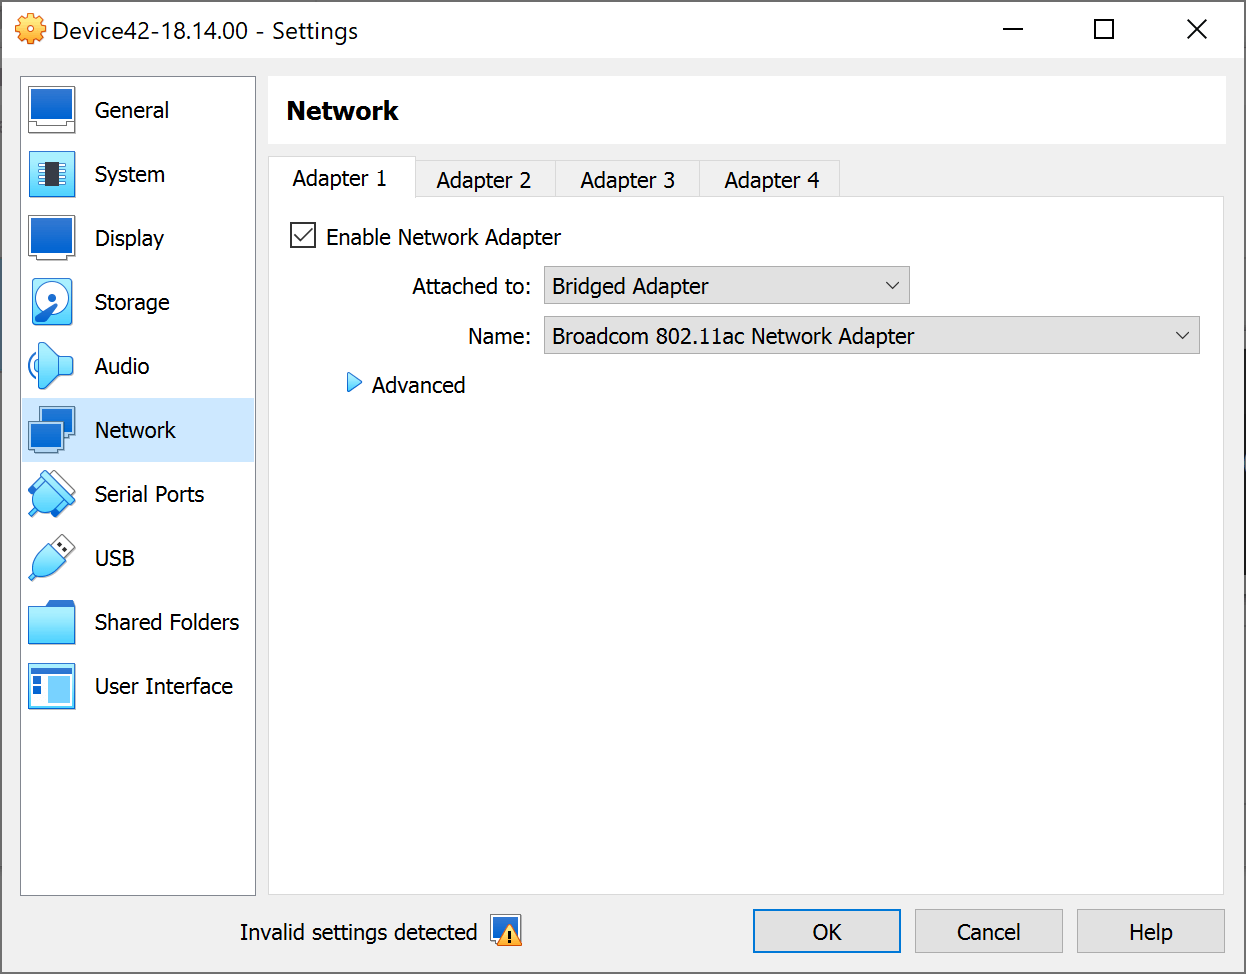 Device42-18.14.00 - Settings
General
System
Display
Storage
Audio
Network
Serial Ports
USB
Shared Folders
User Interface
Network
Adapter 1 Adapter 2 Adapter 3 Adapter 4
Enable Network Adapter
Attached to: Bridged Adapter
Name: Broadcom 802.11ac Network Adapter
Advanced
Invalid settings detected OK Cancel Help